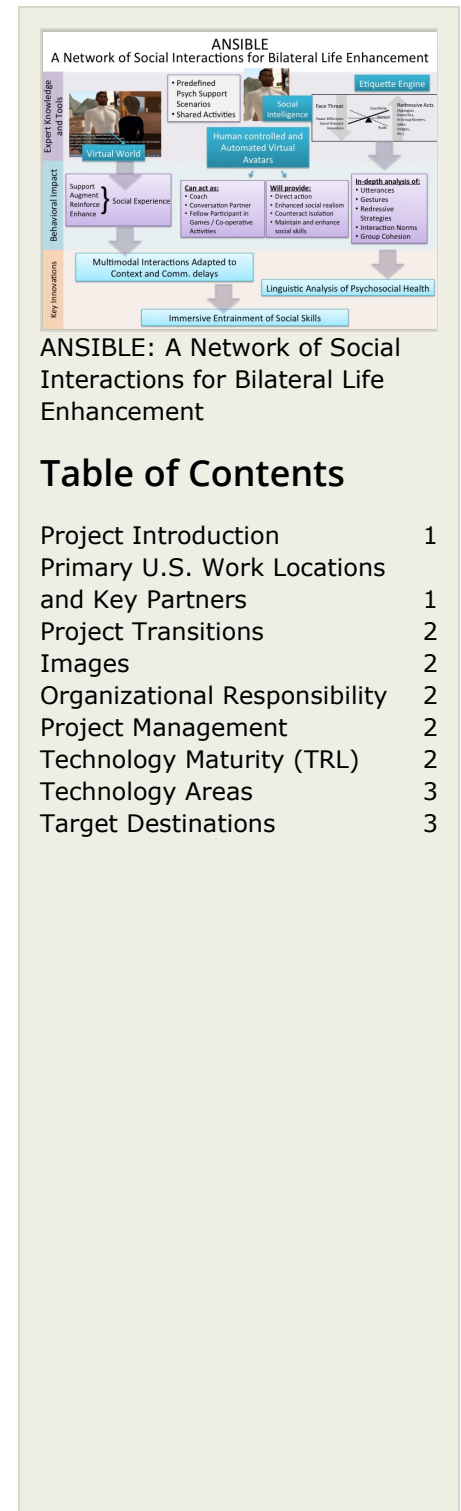 ANSIBLE
A Network of Social Interactions for Bilateral Life Enhancement
Expert Knowledge
and Tools
Virtual World
• Predefined
Psych Support
Scenarios
• Shared Activities
Social
Intelligence
Human controlled and
Automated Virtual
Avatars
Etiquette Engine
Face Threat
Redressive Acts
Behavioral Impact
Support
Augment
Reinforce
Enhance
} Social Experience
Can act as:
• Coach
• Conversation Partner
• Fellow Participant in
Games / Co-operative
Activities
Will provide:
• Direct action
• Enhanced social realism
• Counteract Isolation
• Maintain and enhance
social skills
In-depth analysis of:
• Utterances
• Gestures
• Redressive
Strategies
• Interaction Norms
• Group Cohesion
Key Innovations
Multimodal Interactions Adapted to
Context and Comm. delays
Linguistic Analysis of Psychosocial Health
Immersive Entrainment of Social Skills
ANSIBLE: A Network of Social
Interactions for Bilateral Life
Enhancement
Table of Contents
Project Introduction 1
Primary U.S. Work Locations
and Key Partners 1
Project Transitions 2
Images 2
Organizational Responsibility 2
Project Management 2
Technology Maturity (TRL) 2
Technology Areas 3
Target Destinations 3